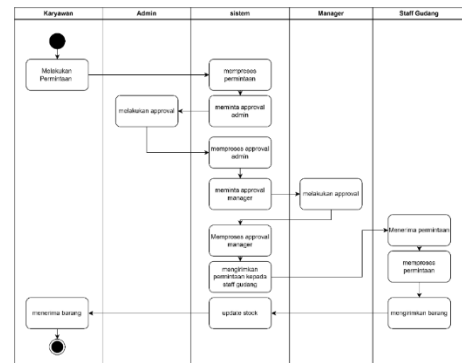 Karyawan
Admin
sistem
Manager
Staff Gudang
Melakukan
Permintaan
memproses
permintaan
meminta approval
admin
melakukan approval
memproses approval
admin
meminta approval
manager
melakukan approval
Memproses approval
manager
mengirimkan
permintaan kepada
staff gudang
Menerima permintaan
memproses
permintaan
mengirimkan barang
update stock
menerima barang